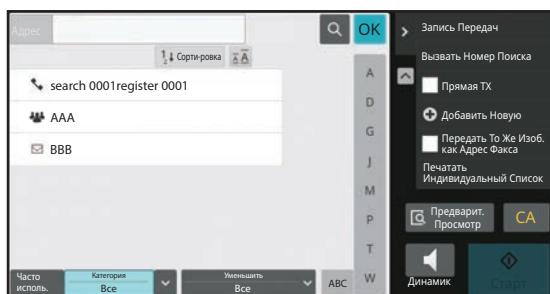 Адрес
OK
1 2 Сорти-ровка
A A
search 0001register 0001
AAA
BBB
A
D
G
J
M
P
T
W
Часто исполь.
Категория
Все
Уменьшить
Все
ABC
Запись Передач
Вызвать Номер Поиска
Прямая TX
Добавить Новую
Передать То Же Изоб.
как Адрес Факса
Печатать
Индивидуальный Список
Предварит.
Просмотр
CA
Динамик
Старт